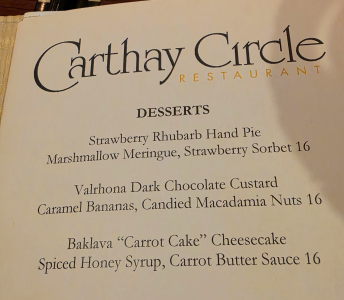 Carthay Circle
RESTAURANT
DESSERTS
Strawberry Rhubarb Hand Pie
Marshmallow Meringue, Strawberry Sorbet 16
Valrhona Dark Chocolate Custard
Caramel Bananas, Candied Macadamia Nuts 16
Baklava “Carrot Cake” Cheesecake
Spiced Honey Syrup, Carrot Butter Sauce 16